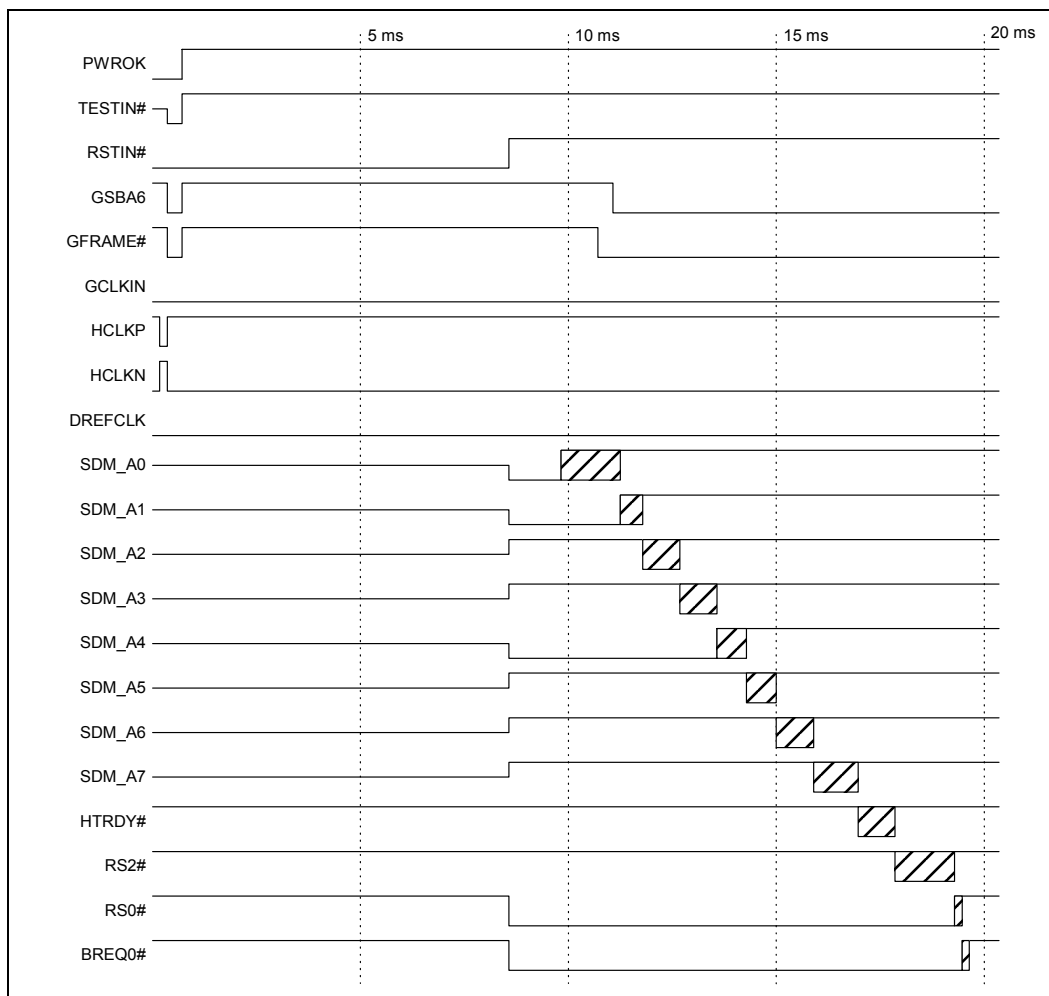 5 ms
10 ms
15 ms
20 ms
PWROK
TESTIN#
RSTIN#
GSBA6
GFRAME#
GCLKIN
HCLKP
HCLKN
DREFCLK
SDM_A0
SDM_A1
SDM_A2
SDM_A3
SDM_A4
SDM_A5
SDM_A6
SDM_A7
HTRDY#
RS2#
RS0#
BREQ0#